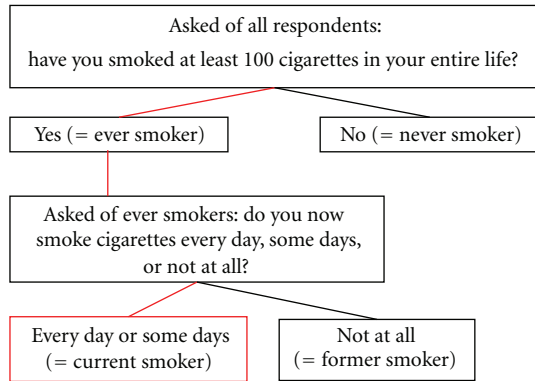 Asked of all respondents:
have you smoked at least 100 cigarettes in your entire life?
Yes (= ever smoker)
No (= never smoker)
Asked of ever smokers: do you now
smoke cigarettes every day, some days,
or not at all?
Every day or some days
(= current smoker)
Not at all
(= former smoker)